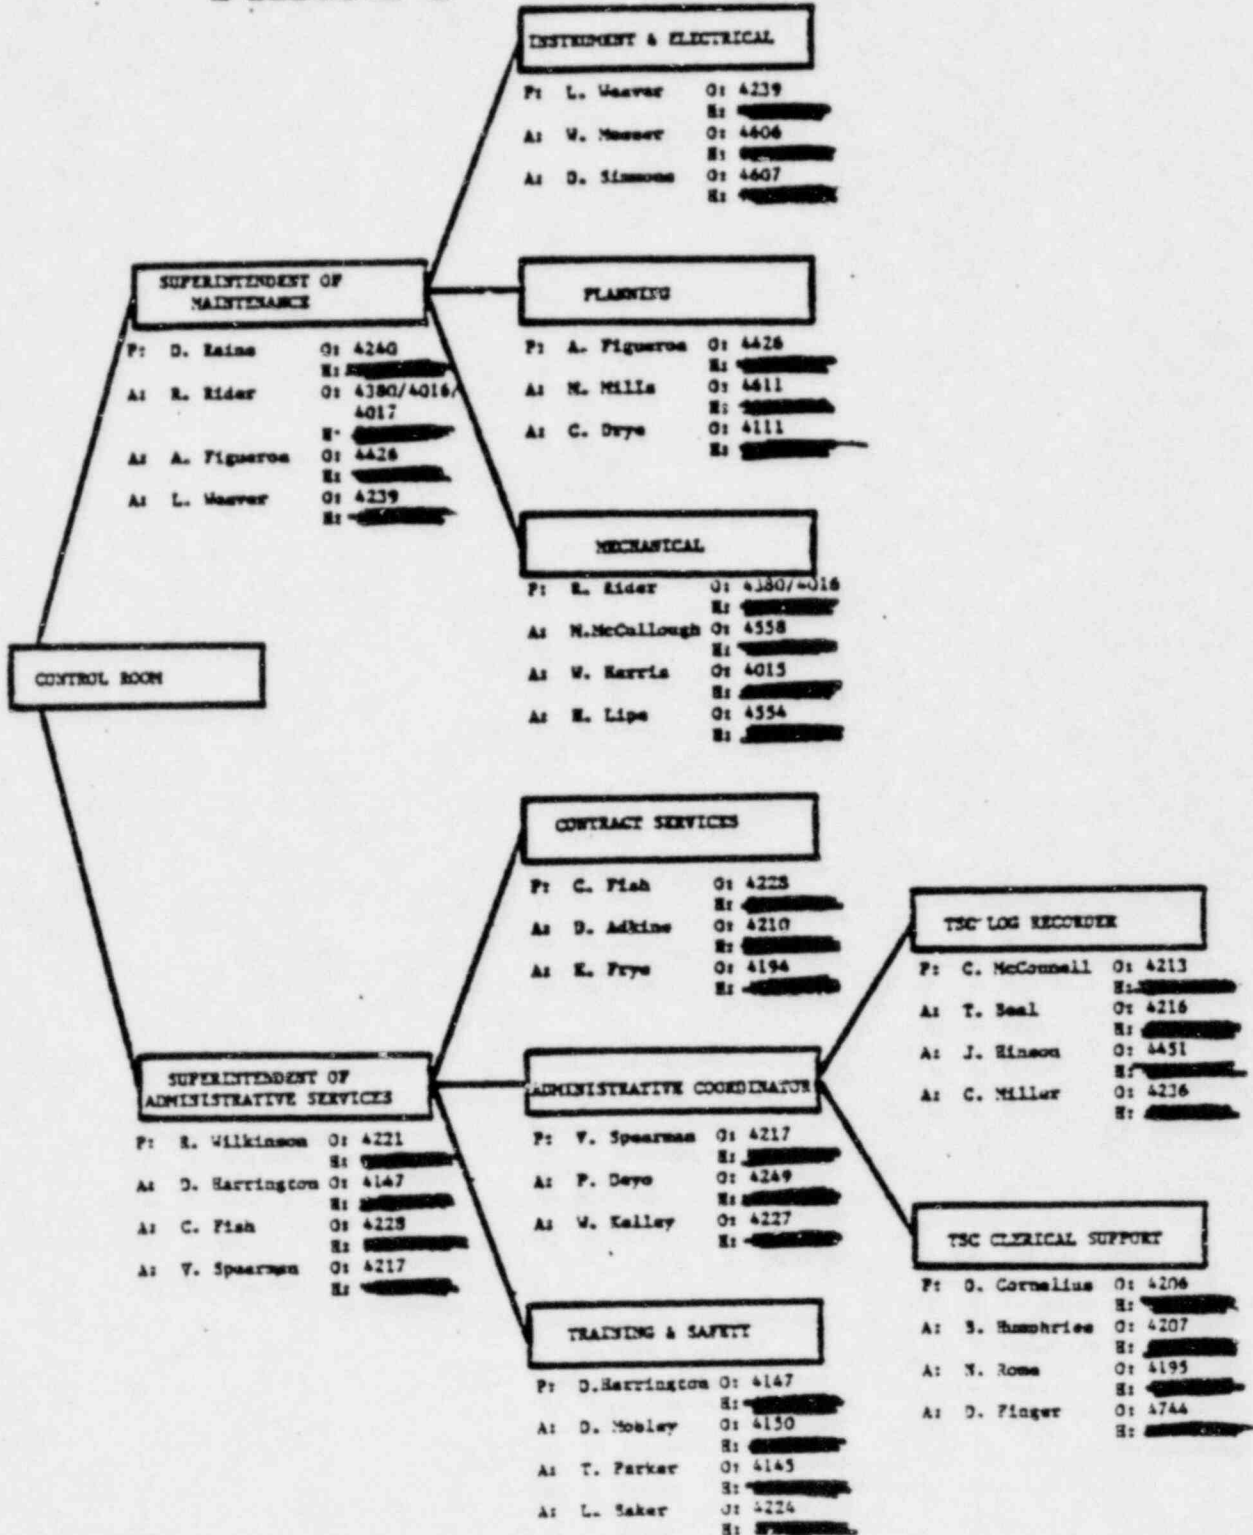 INSTRUMENT & ELECTRICAL
P: L. Weaver O: 4239
H:
A: W. Messer O: 4606
H:
A: D. Simmons O: 4607
H:
SUPERINTENDENT OF
MAINTENANCE
P: D. Rains O: 4240
H:
A: R. Rider O: 4380/4016/
4017
H:
A: A. Figueroa O: 4426
H:
A: L. Weaver O: 4239
H:
PLANNING
P: A. Figueroa O: 4426
H:
A: M. Mills O: 4611
H:
A: C. Drye O: 4111
H:
MECHANICAL
P: R. Rider O: 4380/4016
H:
A: N.McCullough O: 4558
H:
A: W. Harris O: 4015
H:
A: H. Lipe O: 4554
H:
CONTROL ROOM
CONTRACT SERVICES
P: C. Fish O: 4228
H:
A: D. Adkins O: 4210
H:
A: K. Frye O: 4194
H:
SUPERINTENDENT OF
ADMINISTRATIVE SERVICES
P: R. Wilkinson O: 4221
H:
A: D. Harrington O: 4147
H:
A: C. Fish O: 4228
H:
A: V. Spearman O: 4217
H:
ADMINISTRATIVE COORDINATOR
P: V. Spearman O: 4217
H:
A: P. Deyo O: 4249
H:
A: W. Kelley O: 4227
H:
TRAINING & SAFETY
P: D.Harrington O: 4147
H:
A: D. Mobley O: 4150
H:
A: T. Parker O: 4145
H:
A: L. Baker O: 4224
H:
TSC LOG RECORDER
P: C. McConnell O: 4213
H:
A: T. Beal O: 4216
H:
A: J. Hinson O: 4451
H:
A: C. Miller O: 4236
H:
TSC CLERICAL SUPPORT
P: O. Cornelius O: 4206
H:
A: B. Humphries O: 4207
H:
A: N. Rome O: 4195
H:
A: D. Finger O: 4744
H: